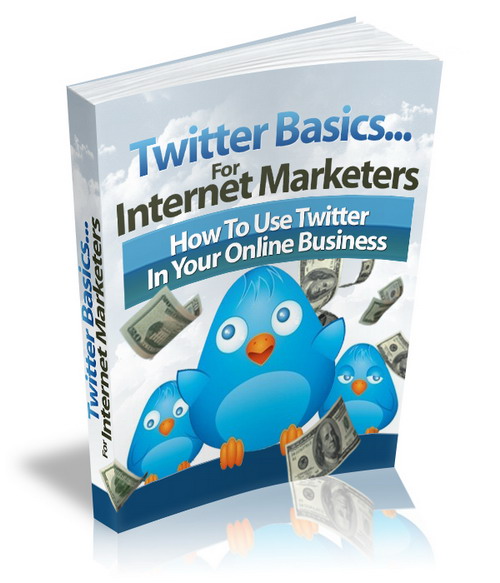 Twitter Basics...
For
Internet Marketers
How To Use Twitter
In Your Online Business
Twitter Basics...
For Internet Marketers